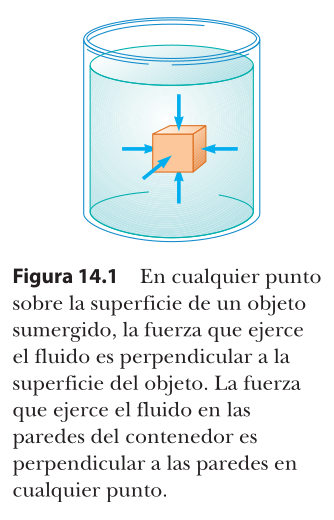 Figura 14.1 En cualquier punto
sobre la superficie de un objeto
sumergido, la fuerza que ejerce
el fluido es perpendicular a la
superficie del objeto. La fuerza
que ejerce el fluido en las
paredes del contenedor es
perpendicular a las paredes en
cualquier punto.